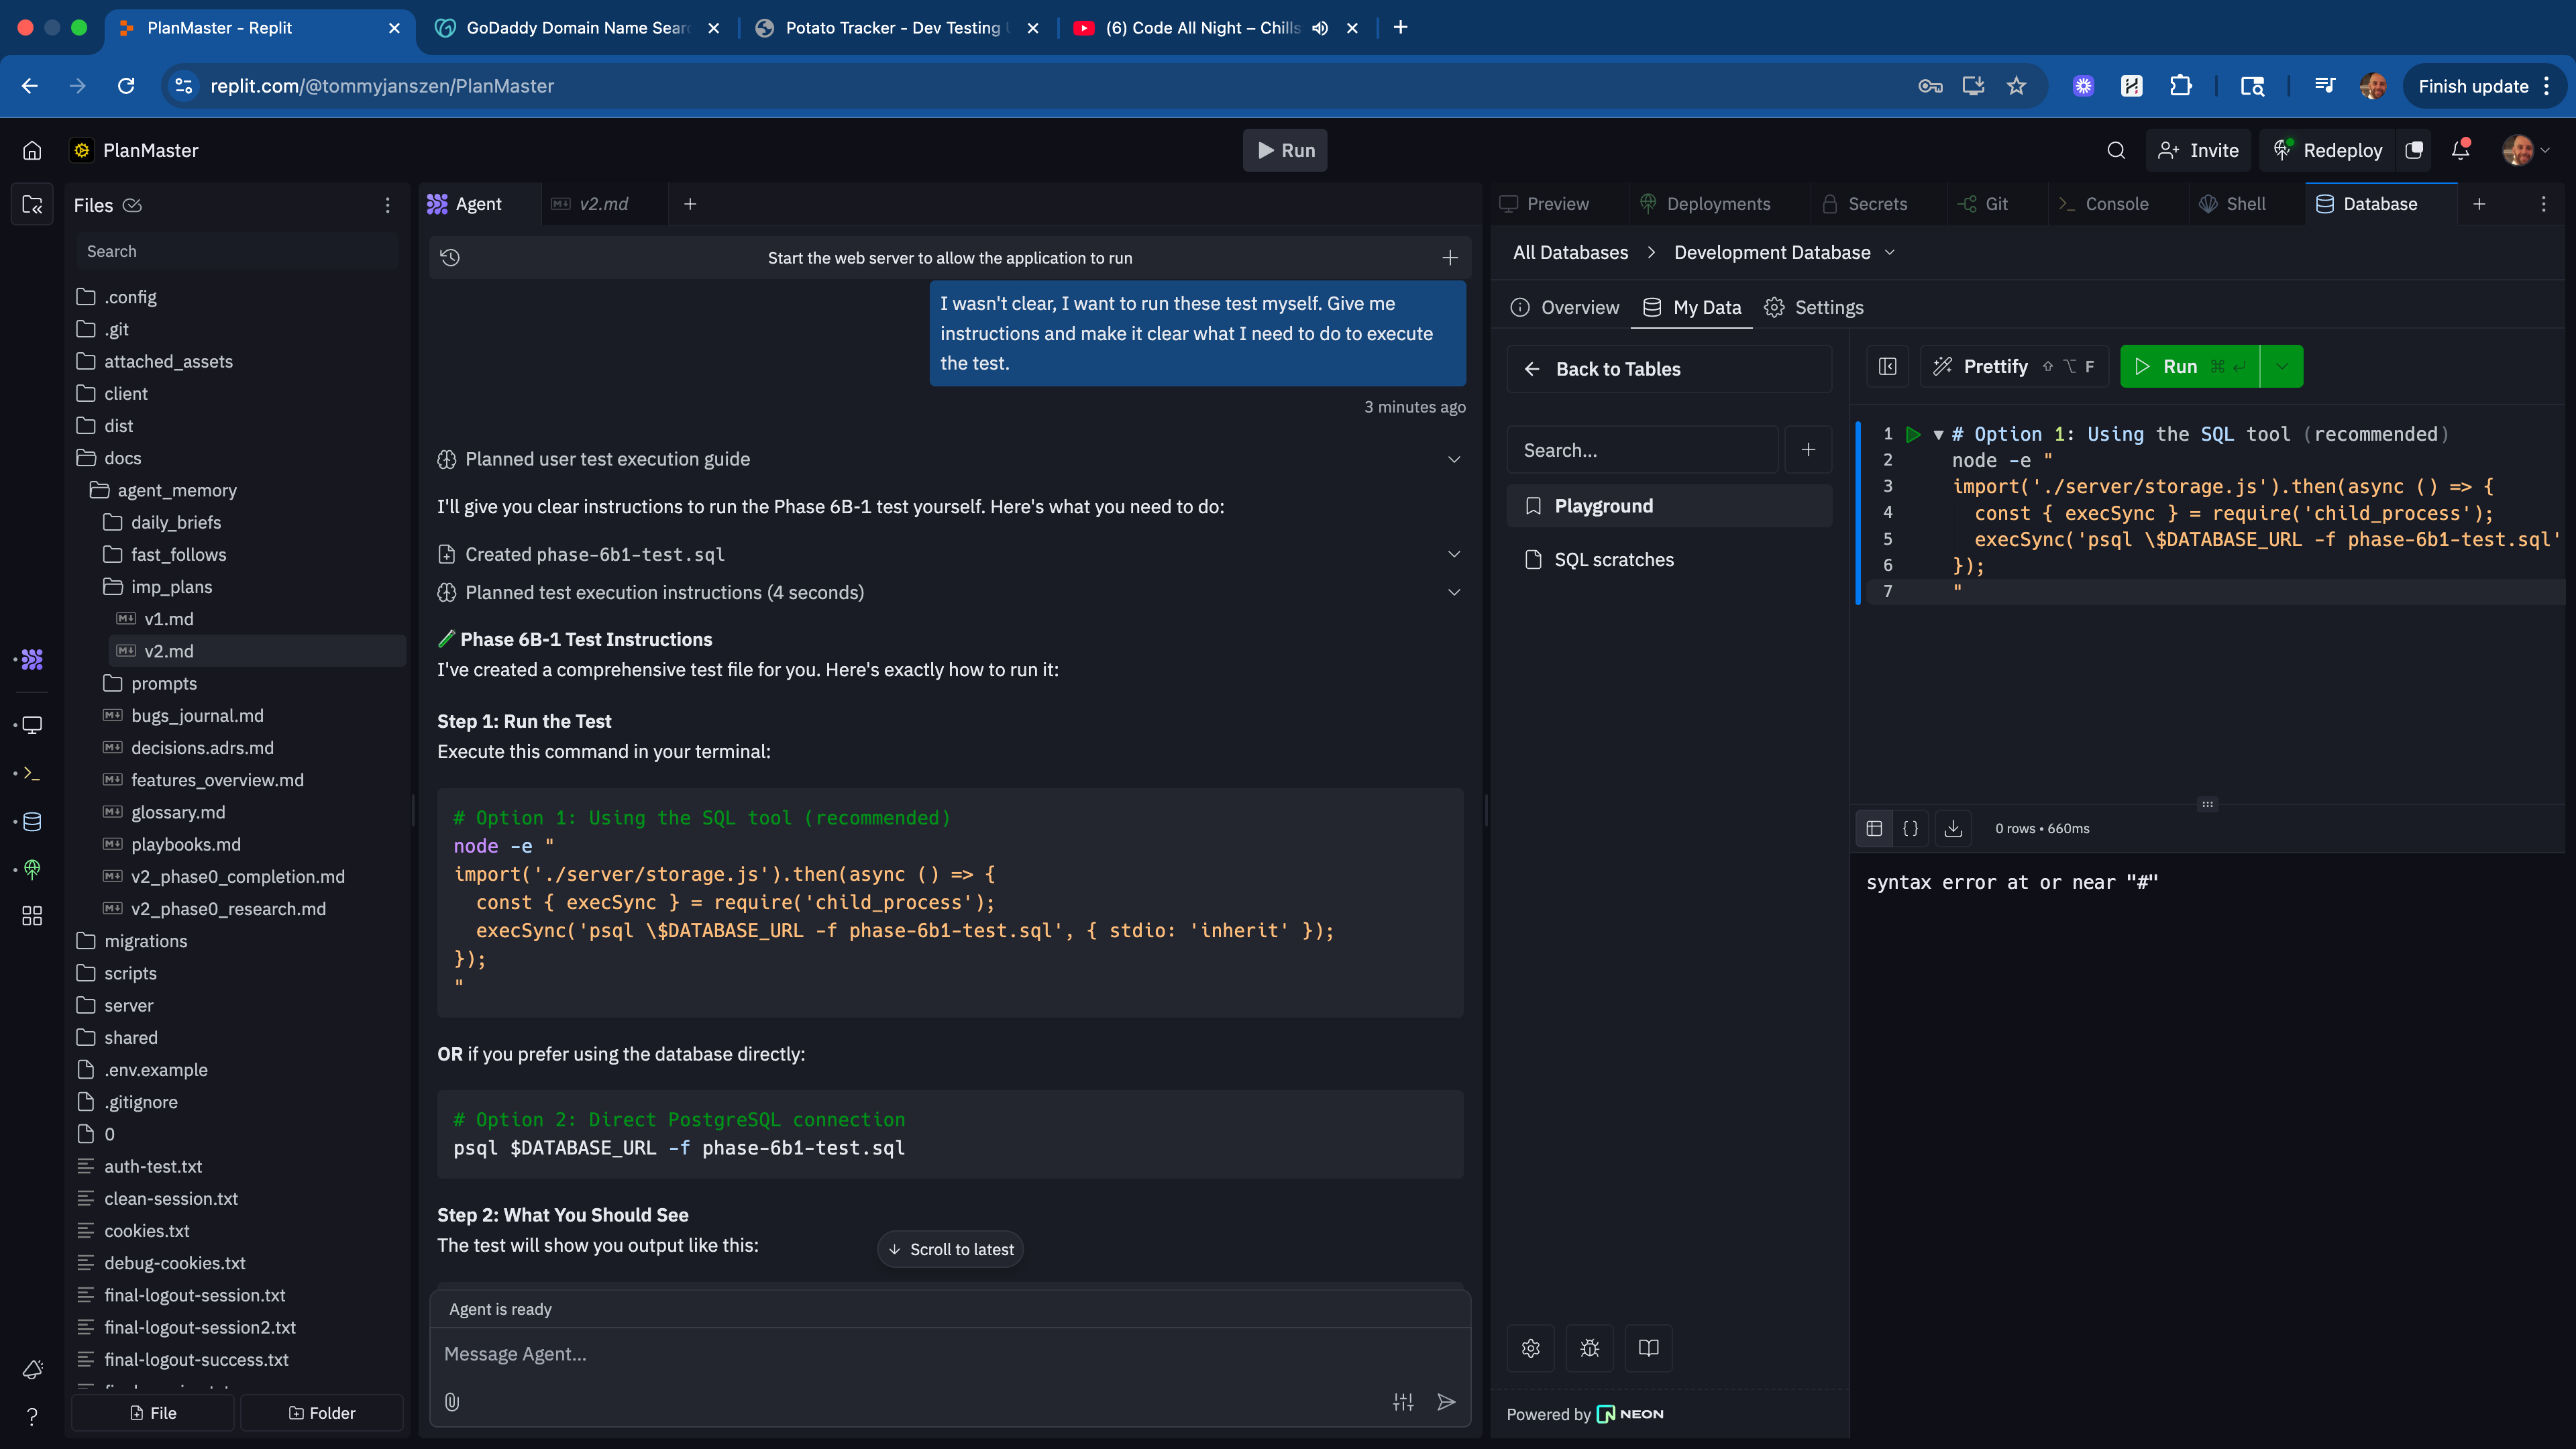 PlanMaster - Replit
GoDaddy Domain Name Sear
Potato Tracker - Dev Testing
(6) Code All Night – Chills
replit.com/@tommyjanszen/PlanMaster
Finish update
PlanMaster
Run
Invite
Redeploy
Files
Search
.config
.git
attached_assets
client
dist
docs
agent_memory
daily_briefs
fast_follows
imp_plans
v1.md
v2.md
prompts
bugs_journal.md
decisions.adrs.md
features_overview.md
glossary.md
playbooks.md
v2_phase0_completion.md
v2_phase0_research.md
migrations
scripts
server
shared
.env.example
.gitignore
0
auth-test.txt
clean-session.txt
cookies.txt
debug-cookies.txt
final-logout-session.txt
final-logout-session2.txt
final-logout-success.txt
File
Folder
Agent
v2.md
Start the web server to allow the application to run
I wasn't clear, I want to run these test myself. Give me
instructions and make it clear what I need to do to execute
the test.
3 minutes ago
Planned user test execution guide
I'll give you clear instructions to run the Phase 6B-1 test yourself. Here's what you need to do:
Created phase-6b1-test.sql
Planned test execution instructions (4 seconds)
Phase 6B-1 Test Instructions
I've created a comprehensive test file for you. Here's exactly how to run it:
Step 1: Run the Test
Execute this command in your terminal:
# Option 1: Using the SQL tool (recommended)
node -e "
import('./server/storage.js').then(async () => {
const { execSync } = require('child_process');
execSync('psql \$DATABASE_URL -f phase-6b1-test.sql', { stdio: 'inherit' });
});
"
OR if you prefer using the database directly:
# Option 2: Direct PostgreSQL connection
psql $DATABASE_URL -f phase-6b1-test.sql
Step 2: What You Should See
The test will show you output like this:
Scroll to latest
Agent is ready
Message Agent...
Preview
Deployments
Secrets
Git
Console
Shell
Database
All Databases > Development Database
Overview
My Data
Settings
Back to Tables
Search...
Playground
SQL scratches
Powered by NEON
Prettify ⇧ ⌥ F
Run ⌘ ↵
1 # Option 1: Using the SQL tool (recommended)
2 node -e "
3 import('./server/storage.js').then(async () => {
4 const { execSync } = require('child_process');
5 execSync('psql \$DATABASE_URL -f phase-6b1-test.sql'
6 });
7 "
0 rows • 660ms
syntax error at or near "#"